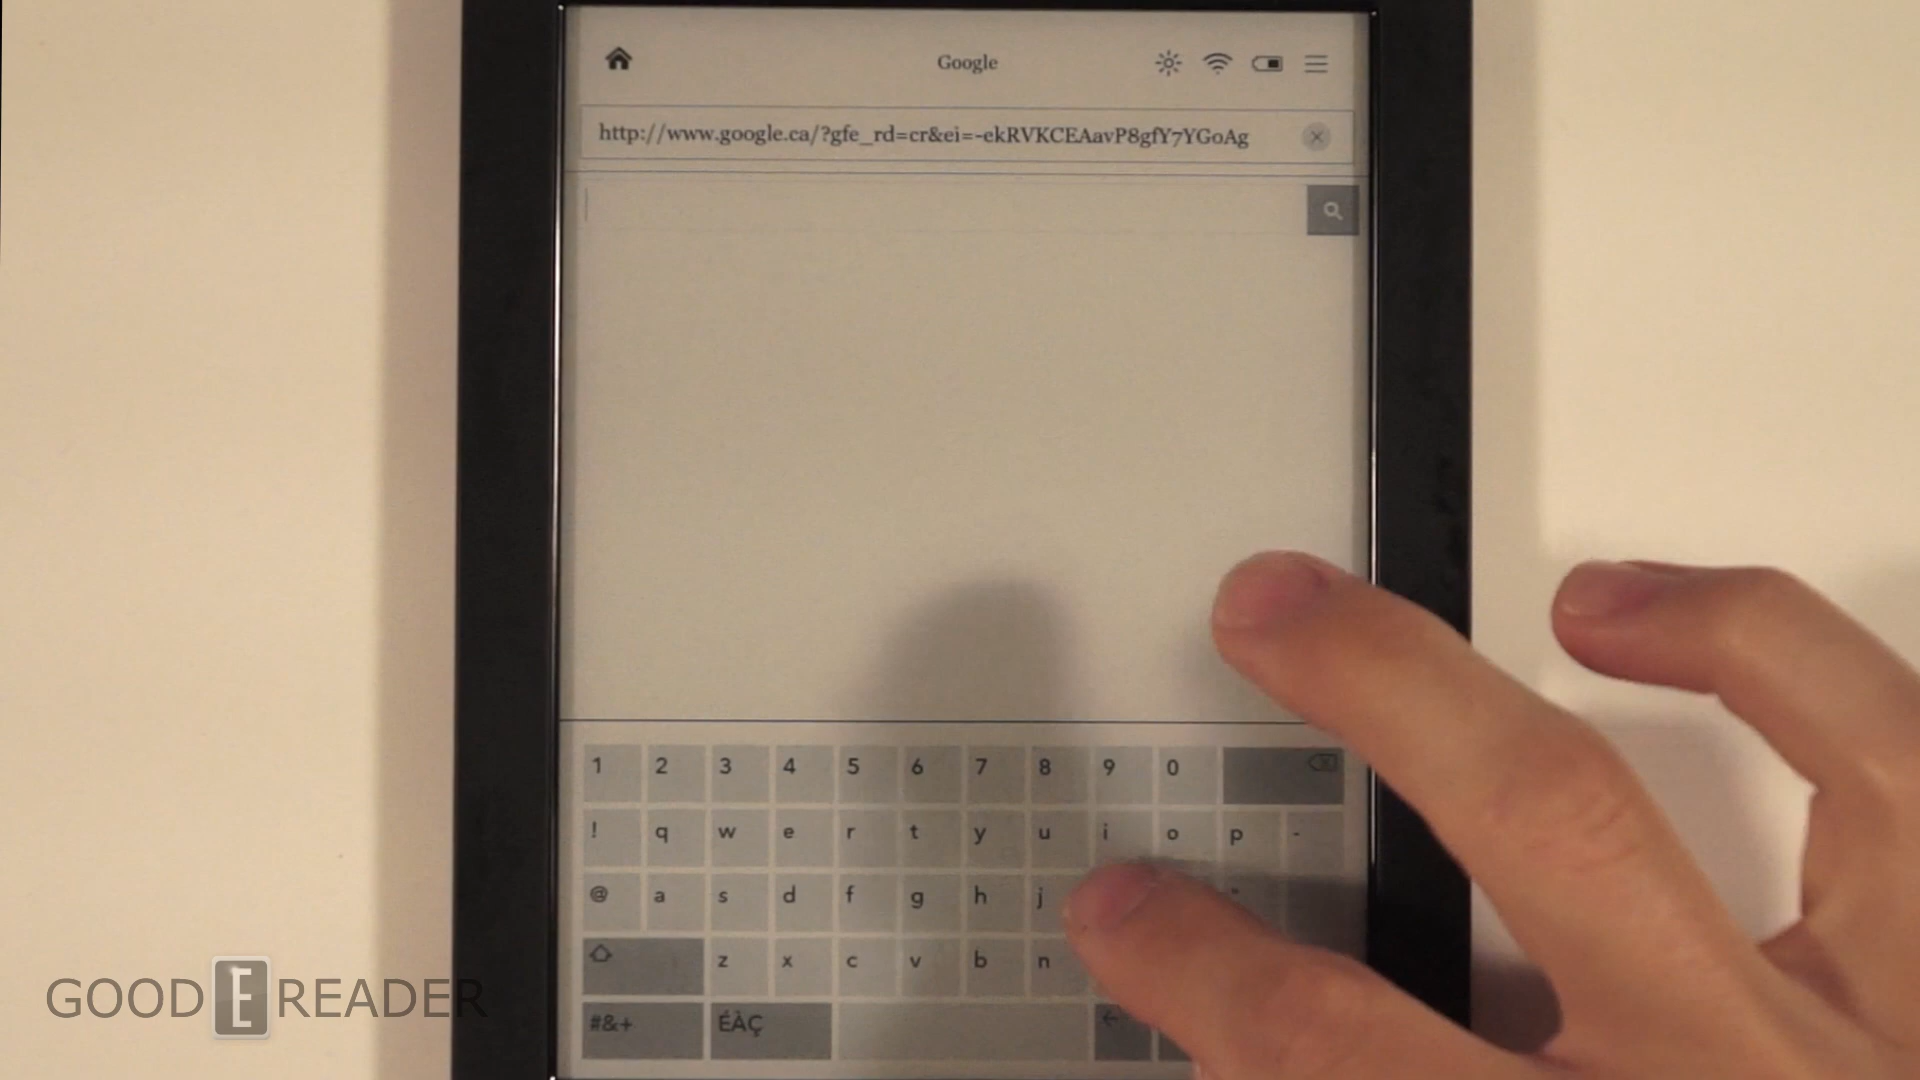 Google
http://www.google.ca/?gfe_rd=cr&ei=-ekRVKCEAavP8gfY7YGoAg
1 2 3 4 5 6 7 8 9 0
! q w e r t y u i o p -
@ a s d f g h j "
z x c v b n
#&+ ÉÀÇ
GOOD E READER